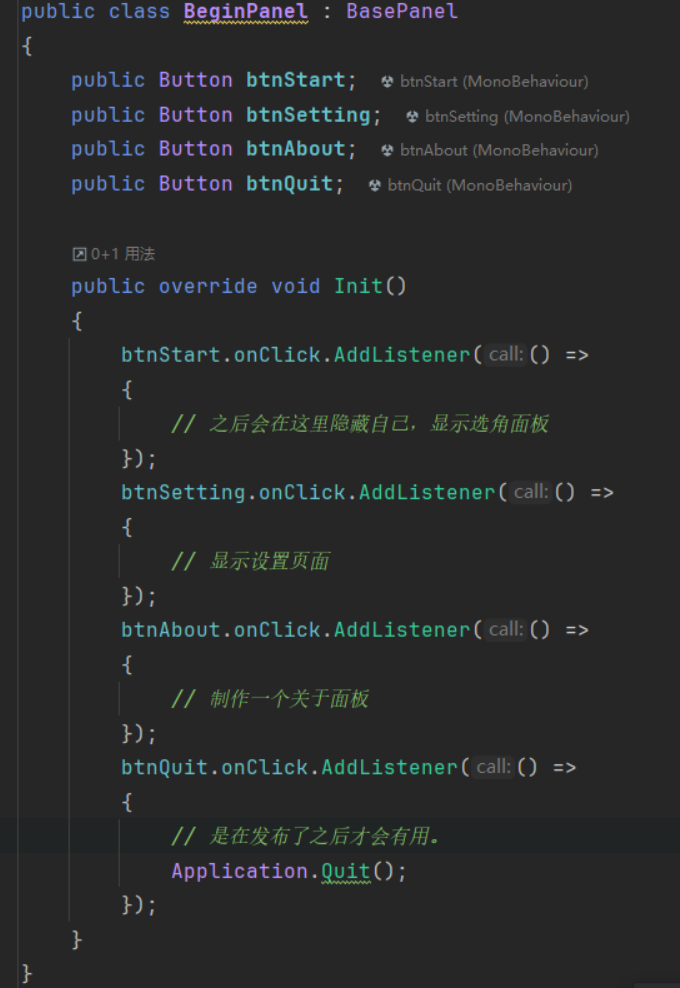 public class BeginPanel : BasePanel
{
public Button btnStart; btnStart (MonoBehaviour)
public Button btnSetting; btnSetting (MonoBehaviour)
public Button btnAbout; btnAbout (MonoBehaviour)
public Button btnQuit; btnQuit (MonoBehaviour)
0+1 用法
public override void Init()
{
btnStart.onClick.AddListener(call:() =>
{
// 之后会在这里隐藏自己，显示选角面板
});
btnSetting.onClick.AddListener(call:() =>
{
// 显示设置页面
});
btnAbout.onClick.AddListener(call:() =>
{
// 制作一个关于面板
});
btnQuit.onClick.AddListener(call:() =>
{
// 是在发布了之后才会有用。
Application.Quit();
});
}
}